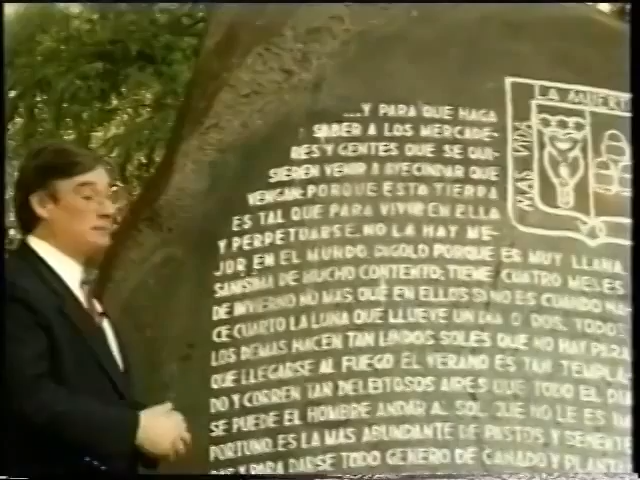 LA MUERT
MAS VIDA
...Y PARA QUE HAGA
SABER A LOS MERCADE-
RES Y GENTES QUE SE QUI-
SIEREN VENIR A AVECINDAR QUE
VENGAN; PORQUE ESTA TIERRA
ES TAL QUE PARA VIVIR EN ELLA
Y PERPETUARSE, NO LA HAY ME-
JOR EN EL MUNDO. DIGOLO PORQUE ES MUY LLANA,
SANISIMA DE MUCHO CONTENTO; TIENE CUATRO MESES
DE INVIERNO NO MAS, QUE EN ELLOS SI NO ES CUANDO HA-
CE CUARTO LA LUNA QUE LLUEVE UN DIA O DOS, TODOS
LOS DEMAS HACEN TAN LINDOS SOLES QUE NO HAY PARA
QUE LLEGARSE AL FUEGO. EL VERANO ES TAN TEMPLA-
DO Y CORREN TAN DELEITOSOS AIRES QUE TODO EL DIA
SE PUEDE EL HOMBRE ANDAR AL SOL QUE NO LE ES IM
PORTUNO. ES LA MAS ABUNDANTE DE PASTOS Y SEMENTE
RAS Y PARA DARSE TODO GENERO DE GANADO Y PLANTA